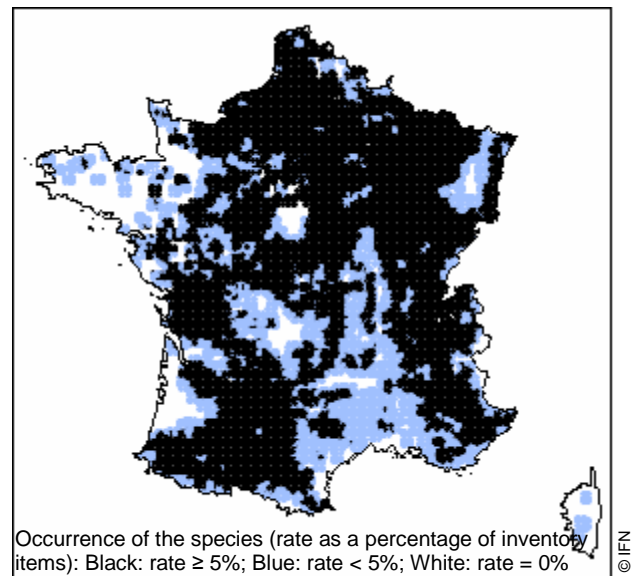 Occurrence of the species (rate as a percentage of inventory
items): Black: rate ≥ 5%; Blue: rate < 5%; White: rate = 0%
© IFN